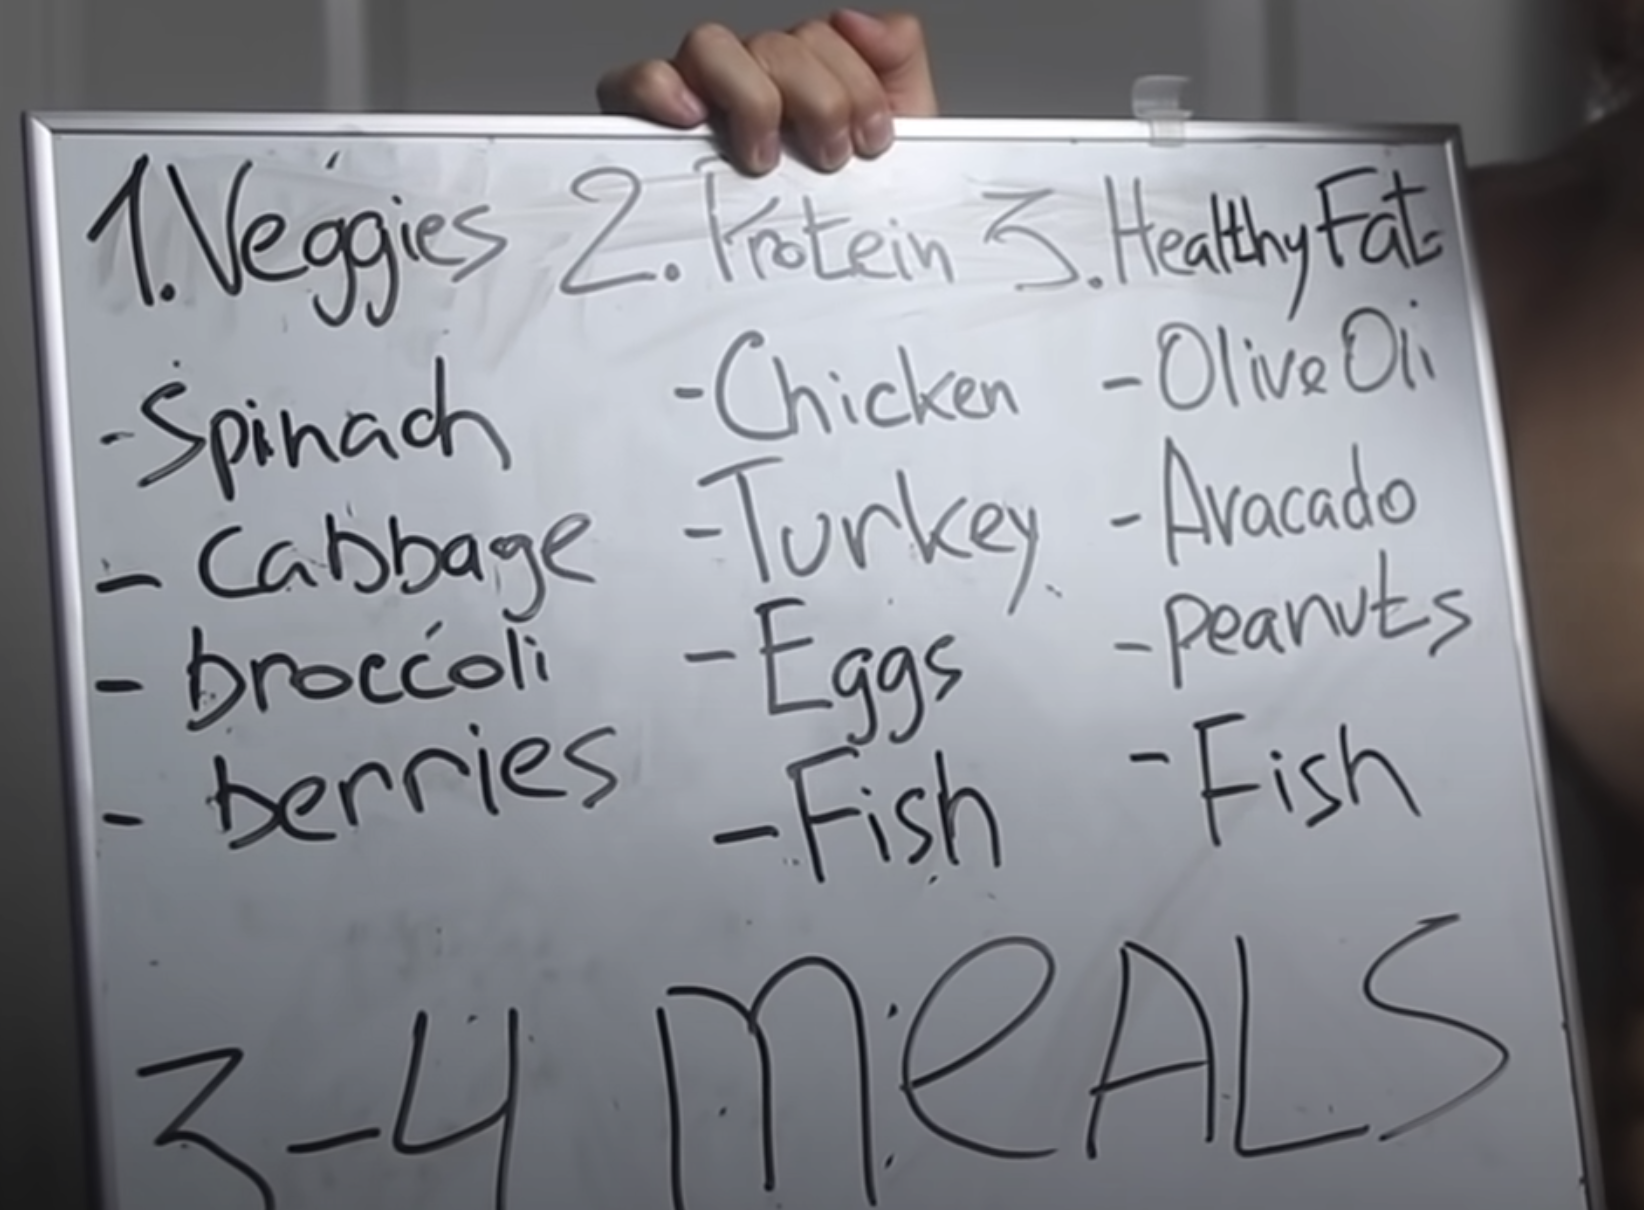 1. Veggies 2. Protein 3. Healthy Fats
- Spinach
- Cabbage
- broccoli
- berries
- Chicken
- Turkey
- Eggs
- Fish
- Olive Oli
- Avacado
- peanuts
- Fish
3-4 MeALS